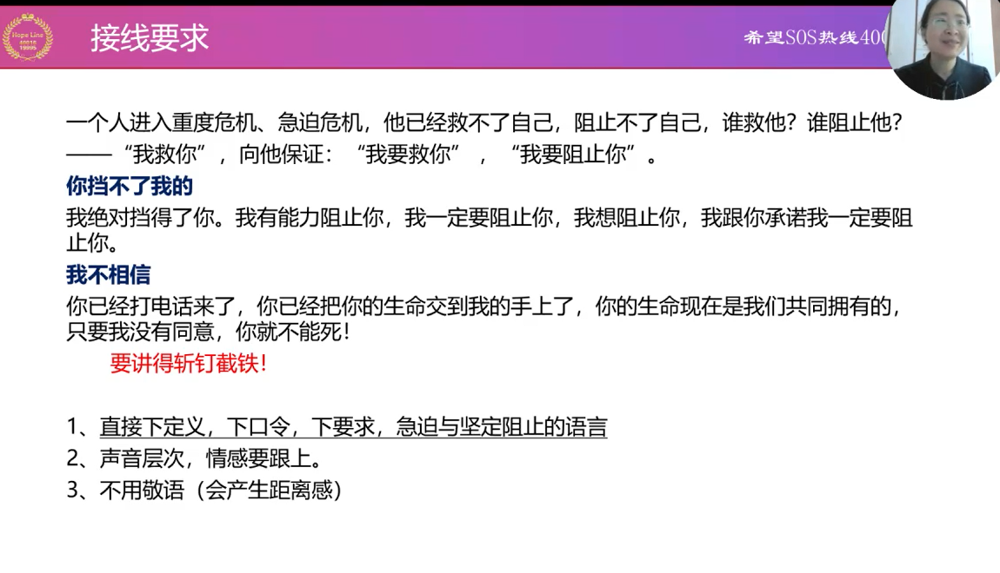 Hope Line
40016
19995
接线要求
希望SOS热线400
一个人进入重度危机、急迫危机，他已经救不了自己，阻止不了自己，谁救他？谁阻止他？
——“我救你”，向他保证：“我要救你”，“我要阻止你”。
你挡不了我的
我绝对挡得了你。我有能力阻止你，我一定要阻止你，我想阻止你，我跟你承诺我一定要阻
止你。
我不相信
你已经打电话来了，你已经把你的生命交到我的手上了，你的生命现在是我们共同拥有的，
只要我没有同意，你就不能死！
要讲得斩钉截铁！
1、直接下定义，下口令，下要求，急迫与坚定阻止的语言
2、声音层次，情感要跟上。
3、不用敬语（会产生距离感）